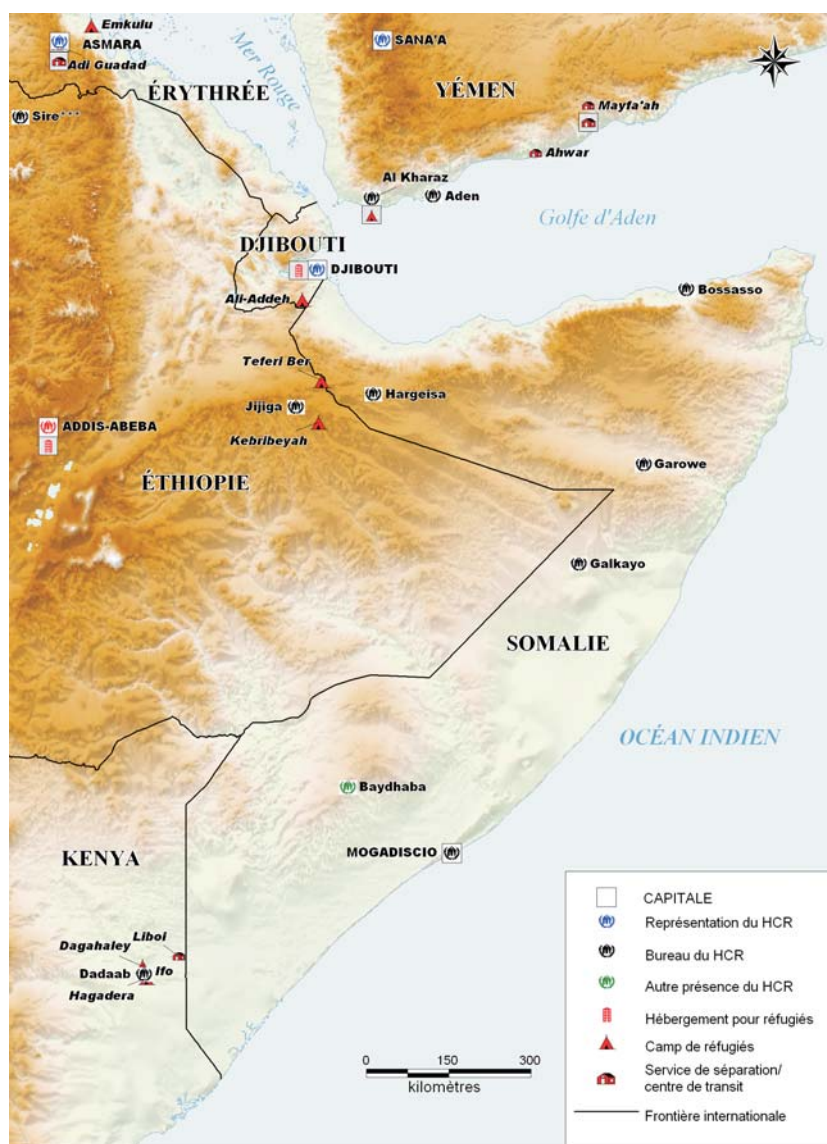 Emkulu
ASMARA
Adi Guadad
SANA'A
Mer Rouge
ÉRYTHRÉE
YÉMEN
Mayfa'ah
Sire***
Ahwar
Al Kharaz
Aden
Golfe d'Aden
DJIBOUTI
DJIBOUTI
Bossasso
Ali-Addeh
Teferi Ber
Hargeisa
Jijiga
ADDIS-ABEBA
Kebribeyah
Garowe
ÉTHIOPIE
Galkayo
SOMALIE
OCÉAN INDIEN
Baydhaba
MOGADISCIO
KENYA
Liboi
Dagahaley
Dadaab
Ifo
Hagadera
0 150 300
kilomètres
CAPITALE
Représentation du HCR
Bureau du HCR
Autre présence du HCR
Hébergement pour réfugiés
Camp de réfugiés
Service de séparation/
centre de transit
Frontière internationale